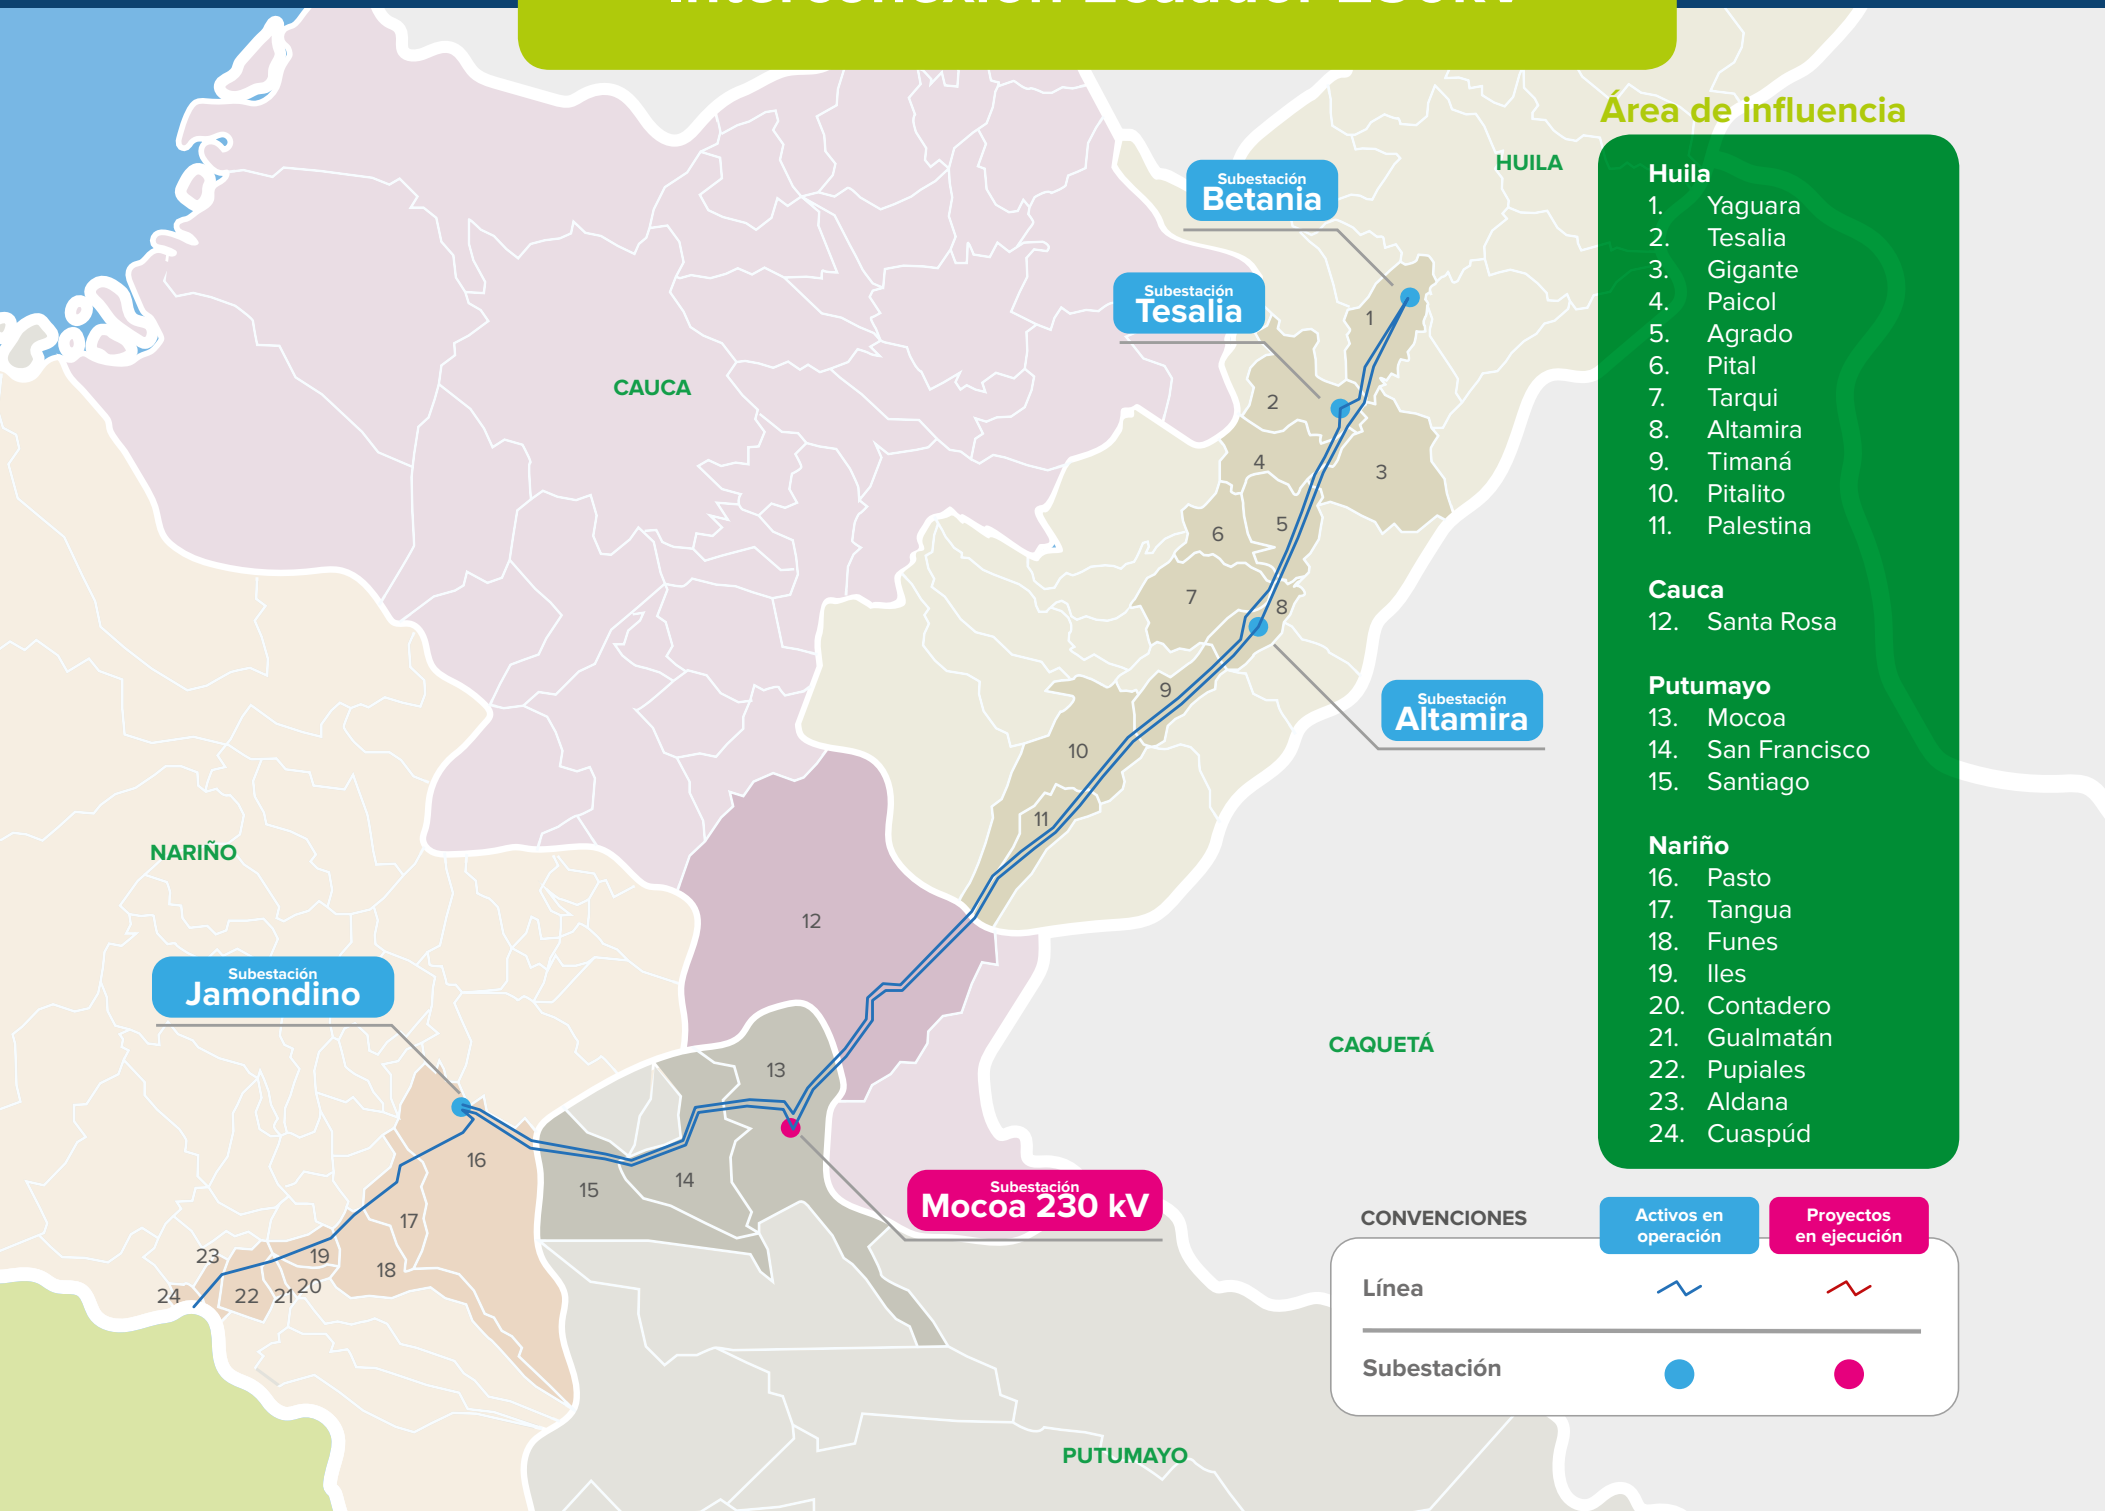 Interconexión Ecuador 230kV
Área de influencia
HUILA
Subestación
Betania
Subestación
Tesalia
CAUCA
Subestación
Altamira
NARIÑO
Subestación
Jamondino
CAQUETÁ
Subestación
Mocoa 230 kV
PUTUMAYO
1
2
3
4
5
6
7
8
9
10
11
12
13
14
15
16
17
18
19
20
21
22
23
24
Huila
1. Yaguara
2. Tesalia
3. Gigante
4. Paicol
5. Agrado
6. Pital
7. Tarqui
8. Altamira
9. Timaná
10. Pitalito
11. Palestina
Cauca
12. Santa Rosa
Putumayo
13. Mocoa
14. San Francisco
15. Santiago
Nariño
16. Pasto
17. Tangua
18. Funes
19. Iles
20. Contadero
21. Gualmatán
22. Pupiales
23. Aldana
24. Cuaspúd
CONVENCIONES
Activos en
operación
Proyectos
en ejecución
Línea
Subestación